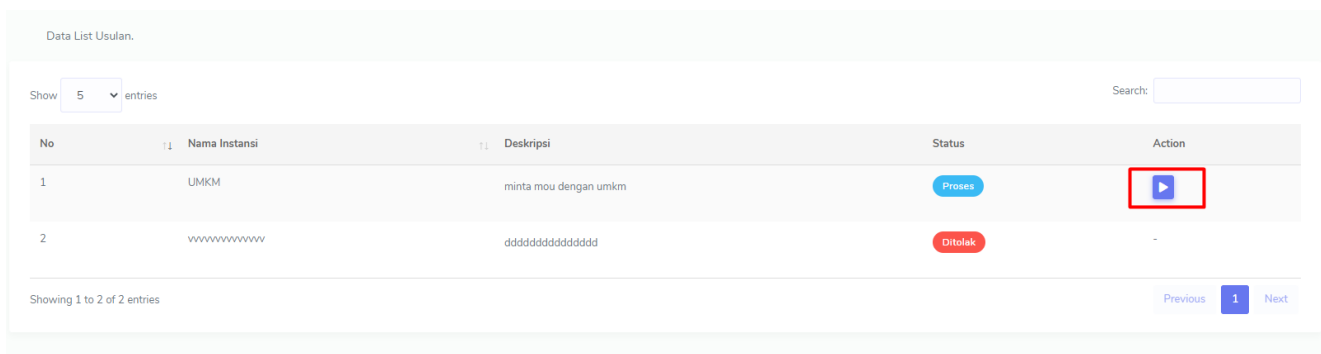 Data List Usulan.
Show 5 entries
Search:
No Nama Instansi Deskripsi Status Action
1 UMKM minta mou dengan umkm Proses
2 vvvvvvvvvvvvv ddddddddddddddd Ditolak -
Showing 1 to 2 of 2 entries
Previous 1 Next